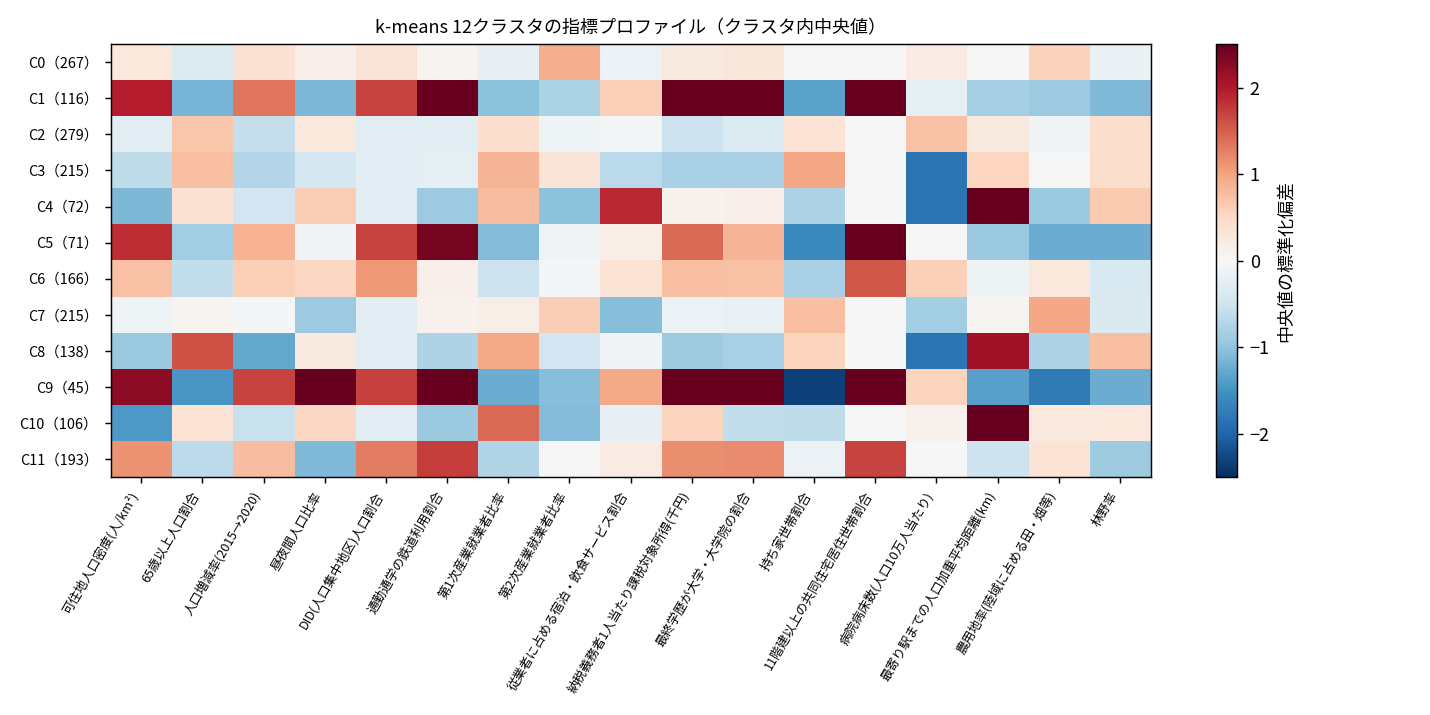 k-means 12クラスタの指標プロファイル（クラスタ内中央値）
C0（267）
C1（116）
C2（279）
C3（215）
C4（72）
C5（71）
C6（166）
C7（215）
C8（138）
C9（45）
C10（106）
C11（193）
可住地人口密度(人/km²)
65歳以上人口割合
人口増減率(2015→2020)
昼夜間人口比率
DID(人口集中地区)人口割合
通勤通学の鉄道利用割合
第1次産業就業者比率
第2次産業就業者比率
従業者に占める宿泊・飲食サービス割合
納税義務者1人当たり課税対象所得(千円)
最終学歴が大学・大学院の割合
持ち家世帯割合
11階建以上の共同住宅居住世帯割合
病院病床数(人口10万人当たり)
最寄り駅までの人口加重平均距離(km)
農用地率(陸域に占める田・畑等)
林野率
2
1
0
−1
−2
中央値の標準化偏差